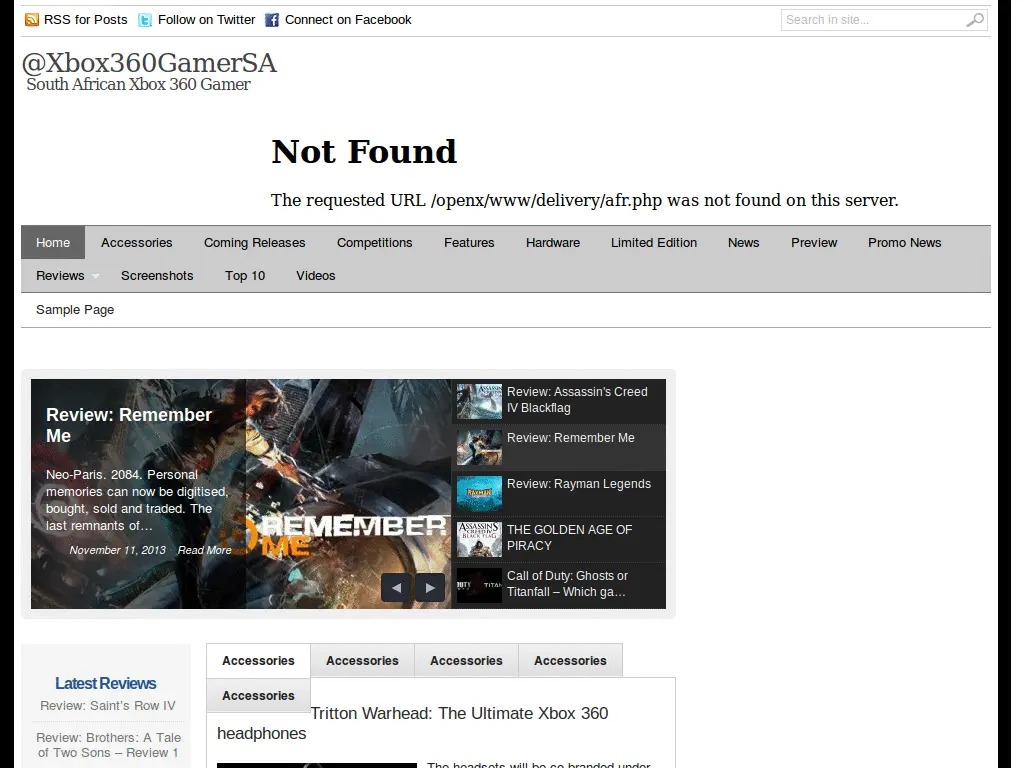 RSS for Posts Follow on Twitter Connect on Facebook Search in site...
@Xbox360GamerSA
South African Xbox 360 Gamer
Not Found
The requested URL /openx/www/delivery/afr.php was not found on this server.
Home Accessories Coming Releases Competitions Features Hardware Limited Edition News Preview Promo News
Reviews Screenshots Top 10 Videos
Sample Page
Review: Remember
Me
Neo-Paris. 2084. Personal
memories can now be digitised,
bought, sold and traded. The
last remnants of…
November 11, 2013 Read More
REMEMBER
ME
Review: Assassin's Creed
IV Blackflag
Review: Remember Me
Review: Rayman Legends
RAYMAN
THE GOLDEN AGE OF
PIRACY
ASSASSINS
CREED IV
BLACK FLAG
Call of Duty: Ghosts or
Titanfall – Which ga…
Latest Reviews
Review: Saint's Row IV
Review: Brothers: A Tale
of Two Sons – Review 1
Accessories Accessories Accessories Accessories
Accessories
Tritton Warhead: The Ultimate Xbox 360
headphones
The headsets will be co branded under